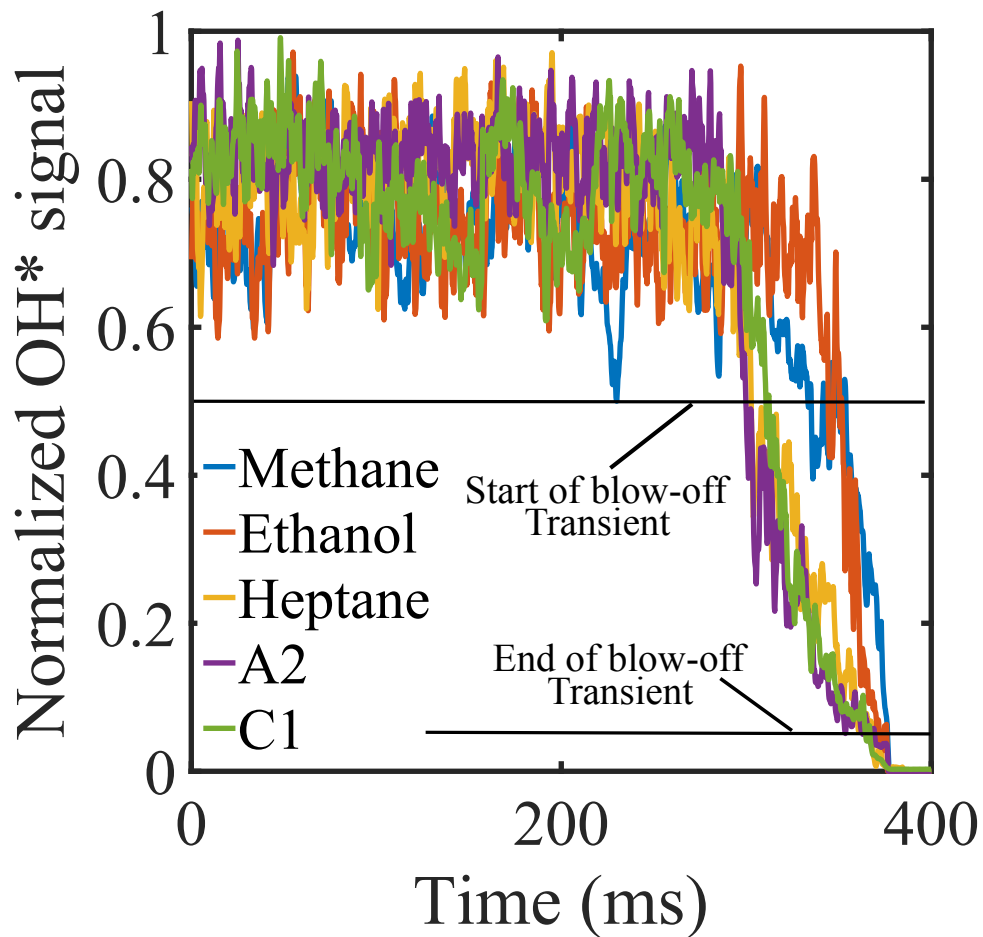 Normalized OH* signal
1
0.8
0.6
0.4
0.2
0
Methane
Ethanol
Heptane
A2
C1
Start of blow-off
Transient
End of blow-off
Transient
0
200
400
Time (ms)